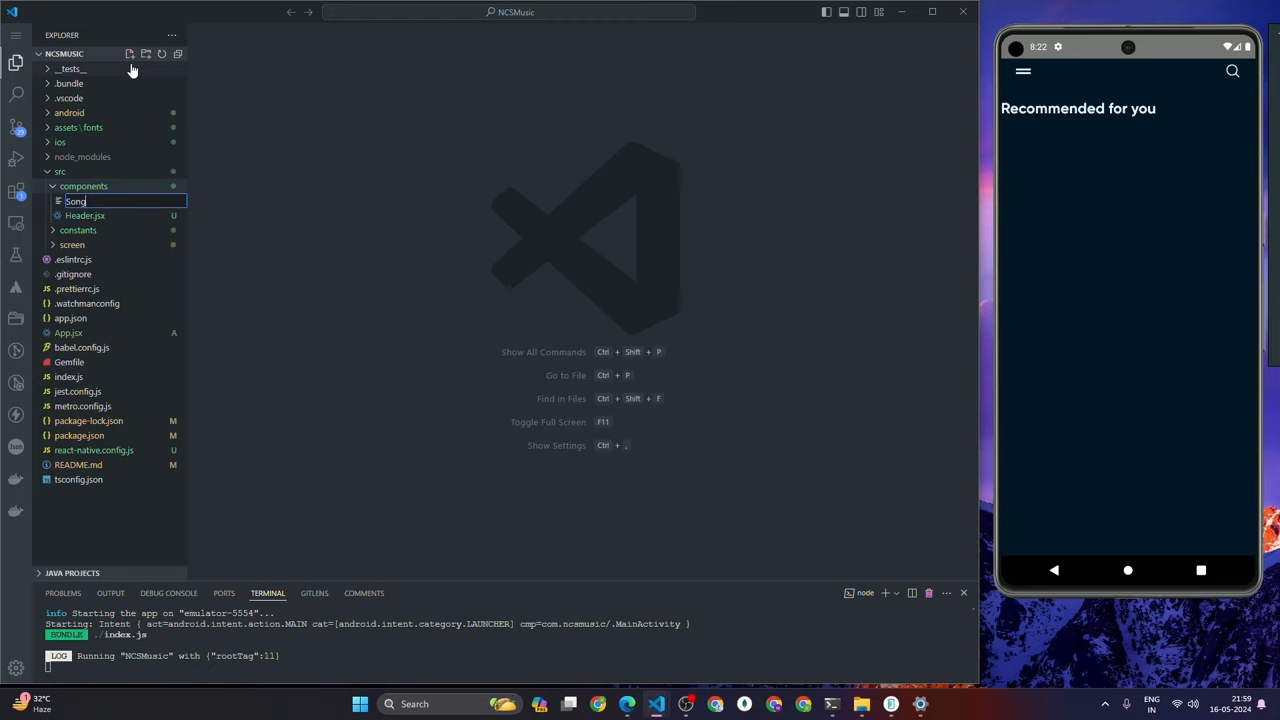 NCSMusic
EXPLORER
NCSMUSIC
__tests__
.bundle
.vscode
android
assets \ fonts
ios
node_modules
src
components
Song
Header.jsx U
constants
screen
.eslintrc.js
.gitignore
.prettierrc.js
.watchmanconfig
app.json
App.jsx A
babel.config.js
Gemfile
index.js
jest.config.js
metro.config.js
package-lock.json M
package.json M
react-native.config.js U
README.md M
tsconfig.json
JAVA PROJECTS
29
1
Json
Show All Commands Ctrl + Shift + P
Go to File Ctrl + P
Find in Files Ctrl + Shift + F
Toggle Full Screen F11
Show Settings Ctrl + ,
PROBLEMS OUTPUT DEBUG CONSOLE TERMINAL PORTS GITLENS COMMENTS
node
info Starting the app on "emulator-5554"...
Starting: Intent { act=android.intent.action.MAIN cat=[android.intent.category.LAUNCHER] cmp=com.ncsmusic/.MainActivity }
BUNDLE ./index.js
LOG Running "NCSMusic" with {"rootTag":11}
8:22
Recommended for you
1
32°C
Haze
Search
ENG
IN
21:59
16-05-2024